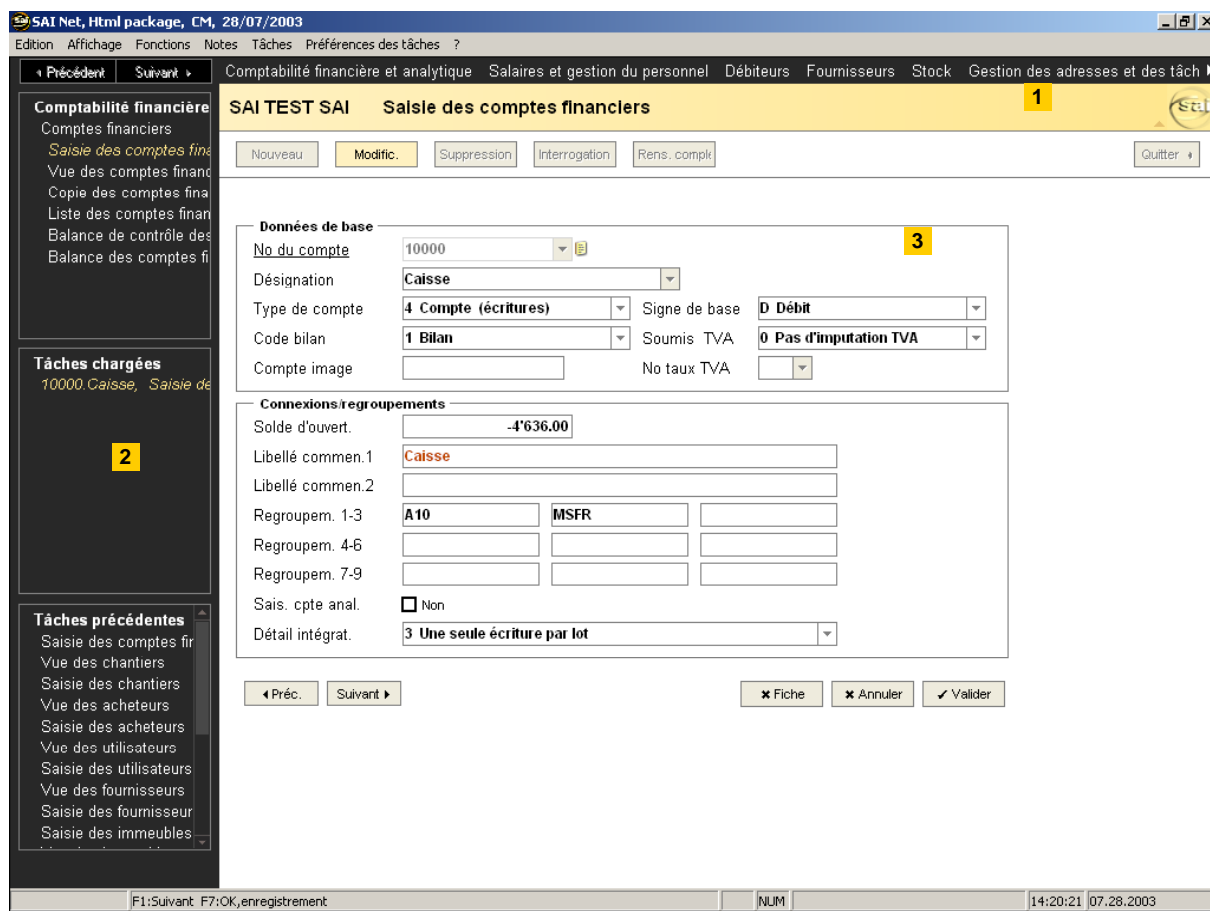 SAI Net, Html package, CM, 28/07/2003
Edition Affichage Fonctions Notes Tâches Préférences des tâches ?
Précédent Suivant Comptabilité financière et analytique Salaires et gestion du personnel Débiteurs Fournisseurs Stock Gestion des adresses et des tâch
SAI TEST SAI Saisie des comptes financiers 1 sai
Nouveau Modific. Suppression Interrogation Rens. complé Quitter
Comptabilité financière
Comptes financiers
Saisie des comptes fina
Vue des comptes financ
Copie des comptes fina
Liste des comptes finan
Balance de contrôle des
Balance des comptes fi
Tâches chargées
10000.Caisse, Saisie de
2
Tâches précédentes
Saisie des comptes fir
Vue des chantiers
Saisie des chantiers
Vue des acheteurs
Saisie des acheteurs
Vue des utilisateurs
Saisie des utilisateurs
Vue des fournisseurs
Saisie des fournisseur
Saisie des immeubles
Données de base
3
No du compte 10000
Désignation Caisse
Type de compte 4 Compte (écritures) Signe de base D Débit
Code bilan 1 Bilan Soumis TVA 0 Pas d'imputation TVA
Compte image No taux TVA
Connexions/regroupements
Solde d'ouvert. -4'636.00
Libellé commen.1 Caisse
Libellé commen.2
Regroupem. 1-3 A10 MSFR
Regroupem. 4-6
Regroupem. 7-9
Sais. cpte anal. Non
Détail intégrat. 3 Une seule écriture par lot
Préc. Suivant Fiche Annuler Valider
F1:Suivant F7:OK,enregistrement NUM 14:20:21 07.28.2003